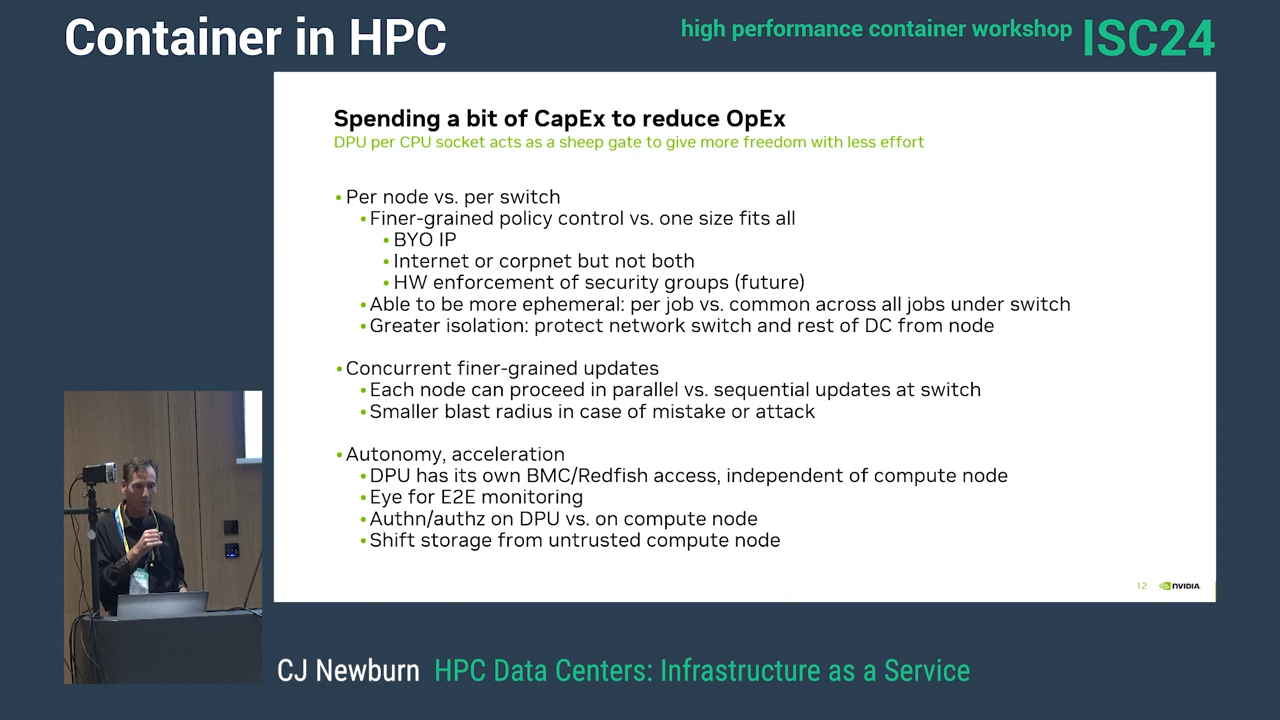 Container in HPC
high performance container workshop ISC24
Spending a bit of CapEx to reduce OpEx
DPU per CPU socket acts as a sheep gate to give more freedom with less effort
• Per node vs. per switch
• Finer-grained policy control vs. one size fits all
• BYO IP
• Internet or corpnet but not both
• HW enforcement of security groups (future)
• Able to be more ephemeral: per job vs. common across all jobs under switch
• Greater isolation: protect network switch and rest of DC from node
• Concurrent finer-grained updates
• Each node can proceed in parallel vs. sequential updates at switch
• Smaller blast radius in case of mistake or attack
• Autonomy, acceleration
• DPU has its own BMC/Redfish access, independent of compute node
• Eye for E2E monitoring
• Authn/authz on DPU vs. on compute node
• Shift storage from untrusted compute node
12 NVIDIA
CJ Newburn HPC Data Centers: Infrastructure as a Service